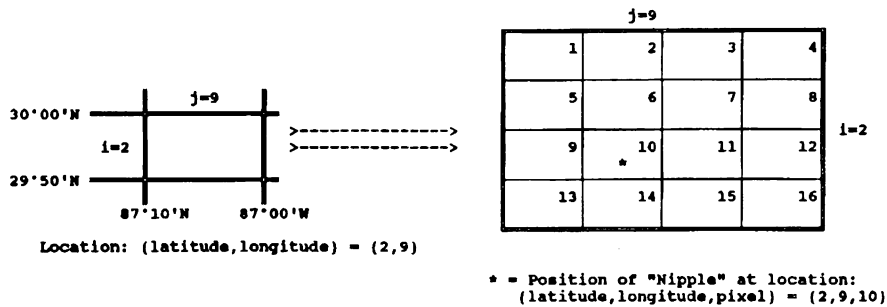 j=9
30°00'N
i=2
29°50'N
87°10'N 87°00'W
Location: (latitude,longitude) = (2,9)
>---------------->
>---------------->
j=9
1 2 3 4
5 6 7 8
9 10 11 12
*
13 14 15 16
i=2
* = Position of "Nipple" at location:
(latitude,longitude,pixel) = (2,9,10)